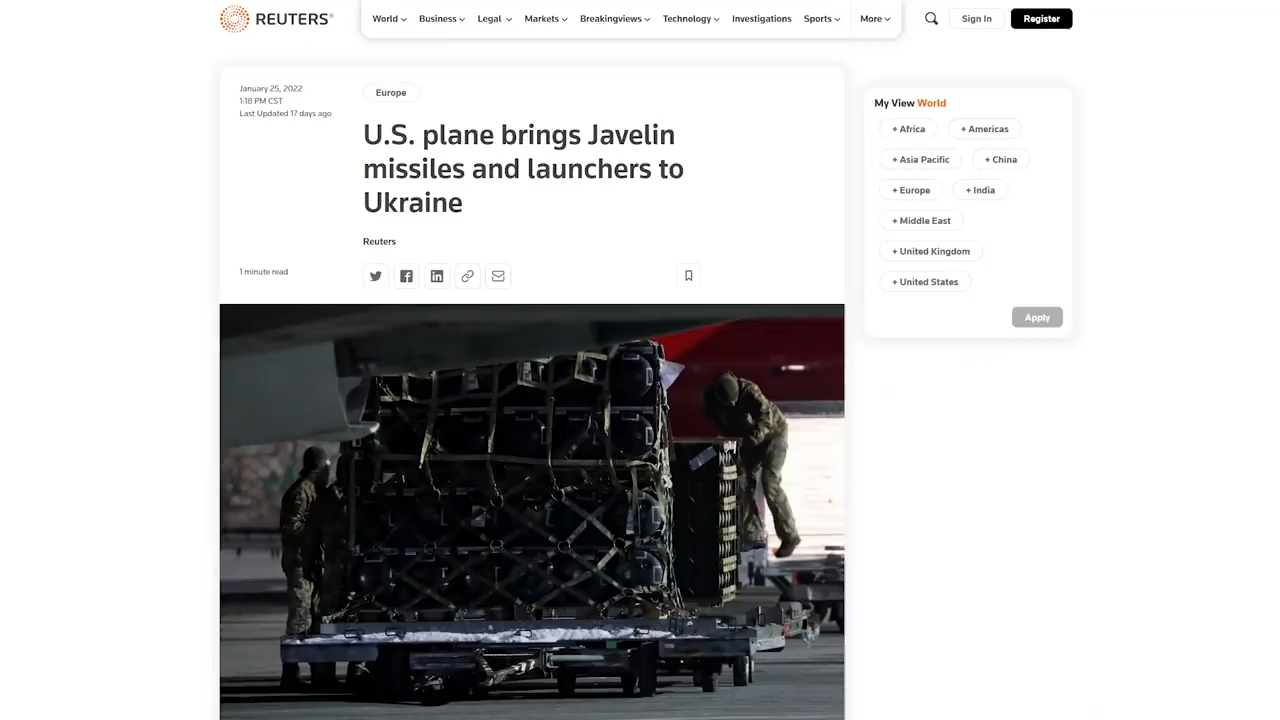 REUTERS®
World
Business
Legal
Markets
Breakingviews
Technology
Investigations
Sports
More
Sign In
Register
January 25, 2022
1:18 PM CST
Last Updated 17 days ago
Europe
U.S. plane brings Javelin
missiles and launchers to
Ukraine
Reuters
1 minute read
My View World
+ Africa
+ Americas
+ Asia Pacific
+ China
+ Europe
+ India
+ Middle East
+ United Kingdom
+ United States
Apply